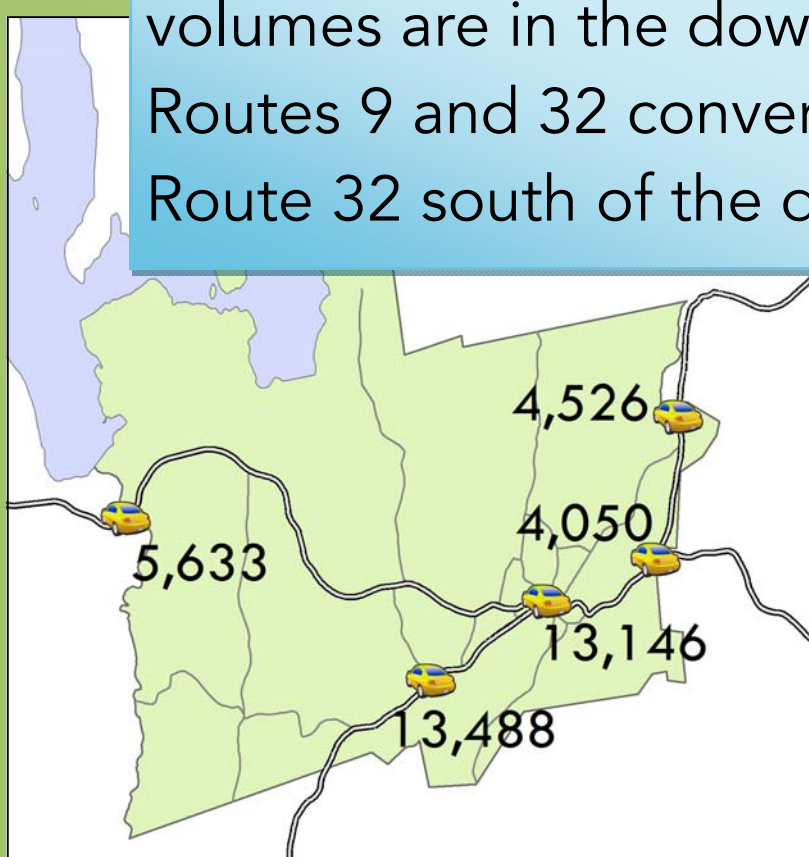 volumes are in the dow
Routes 9 and 32 conver
Route 32 south of the
4,526
4,050
5,633
13,146
13,488